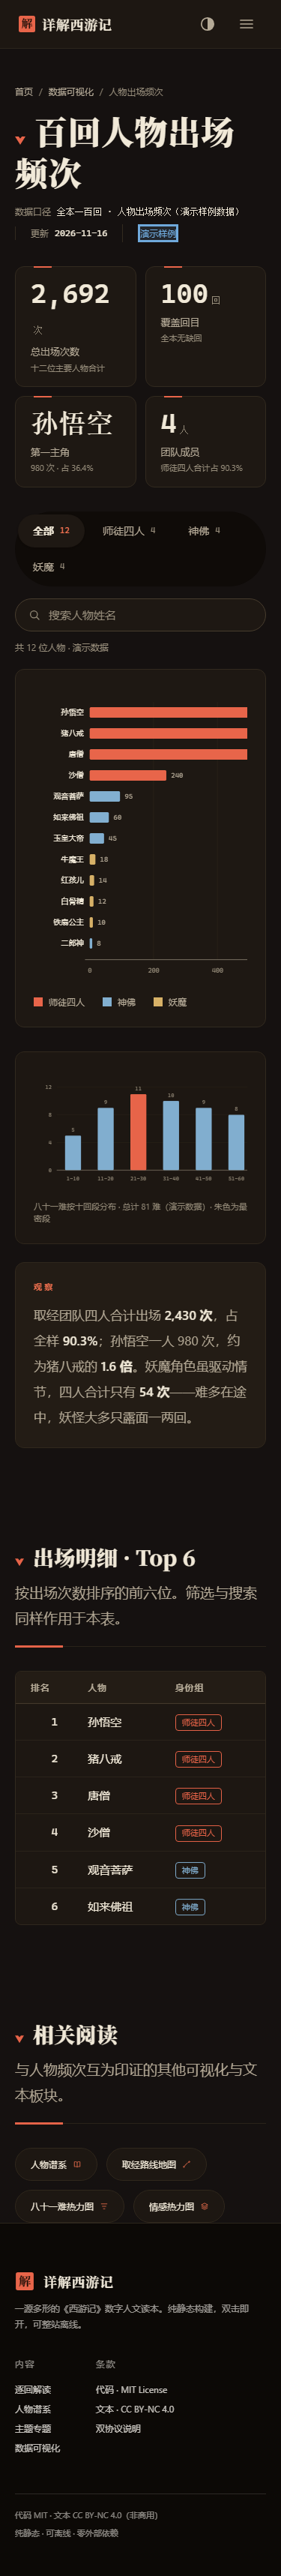 解 详解西游记
首页 / 数据可视化 / 人物出场频次
百回人物出场
频次
数据口径 全本一百回 · 人物出场频次（演示样例数据）
更新 2026-11-16 演示样例
2,692
次
总出场次数
十二位主要人物合计
100 回
覆盖回目
全本无缺回
孙悟空
第一主角
980 次 · 占 36.4%
4 人
团队成员
师徒四人合计占 90.3%
全部 12 师徒四人 4 神佛 4
妖魔 4
搜索人物姓名
共 12 位人物 · 演示数据
孙悟空
猪八戒
唐僧
沙僧 240
观音菩萨 95
如来佛祖 60
玉皇大帝 45
牛魔王 18
红孩儿 14
白骨精 12
铁扇公主 10
二郎神 8
0 200 400
师徒四人 神佛 妖魔
12
8
4
0
6 9 11 10 9 8
1-10 11-20 21-30 31-40 41-50 51-60
八十一难按十回段分布 · 总计 81 难（演示数据）· 朱色为最
密段
观察
取经团队四人合计出场 2,430 次，占
全样 90.3%；孙悟空一人 980 次，约
为猪八戒的 1.6 倍。妖魔角色虽驱动情
节，四人合计只有 54 次——难多在途
中，妖怪大多只露面一两回。
出场明细 · Top 6
按出场次数排序的前六位。筛选与搜索
同样作用于本表。
排名 人物 身份组
1 孙悟空 师徒四人
2 猪八戒 师徒四人
3 唐僧 师徒四人
4 沙僧 师徒四人
5 观音菩萨 神佛
6 如来佛祖 神佛
相关阅读
与人物频次互为印证的其他可视化与文
本板块。
人物谱系 取经路线地图
八十一难热力图 情感热力图
解 详解西游记
一源多形的《西游记》数字人文读本。纯静态构建，双击即
开，可整站离线。
内容 条款
逐回解读 代码 · MIT License
人物谱系 文本 · CC BY-NC 4.0
主题专题 双协议说明
数据可视化
代码 MIT · 文本 CC BY-NC 4.0（非商用）
纯静态 · 可离线 · 零外部依赖